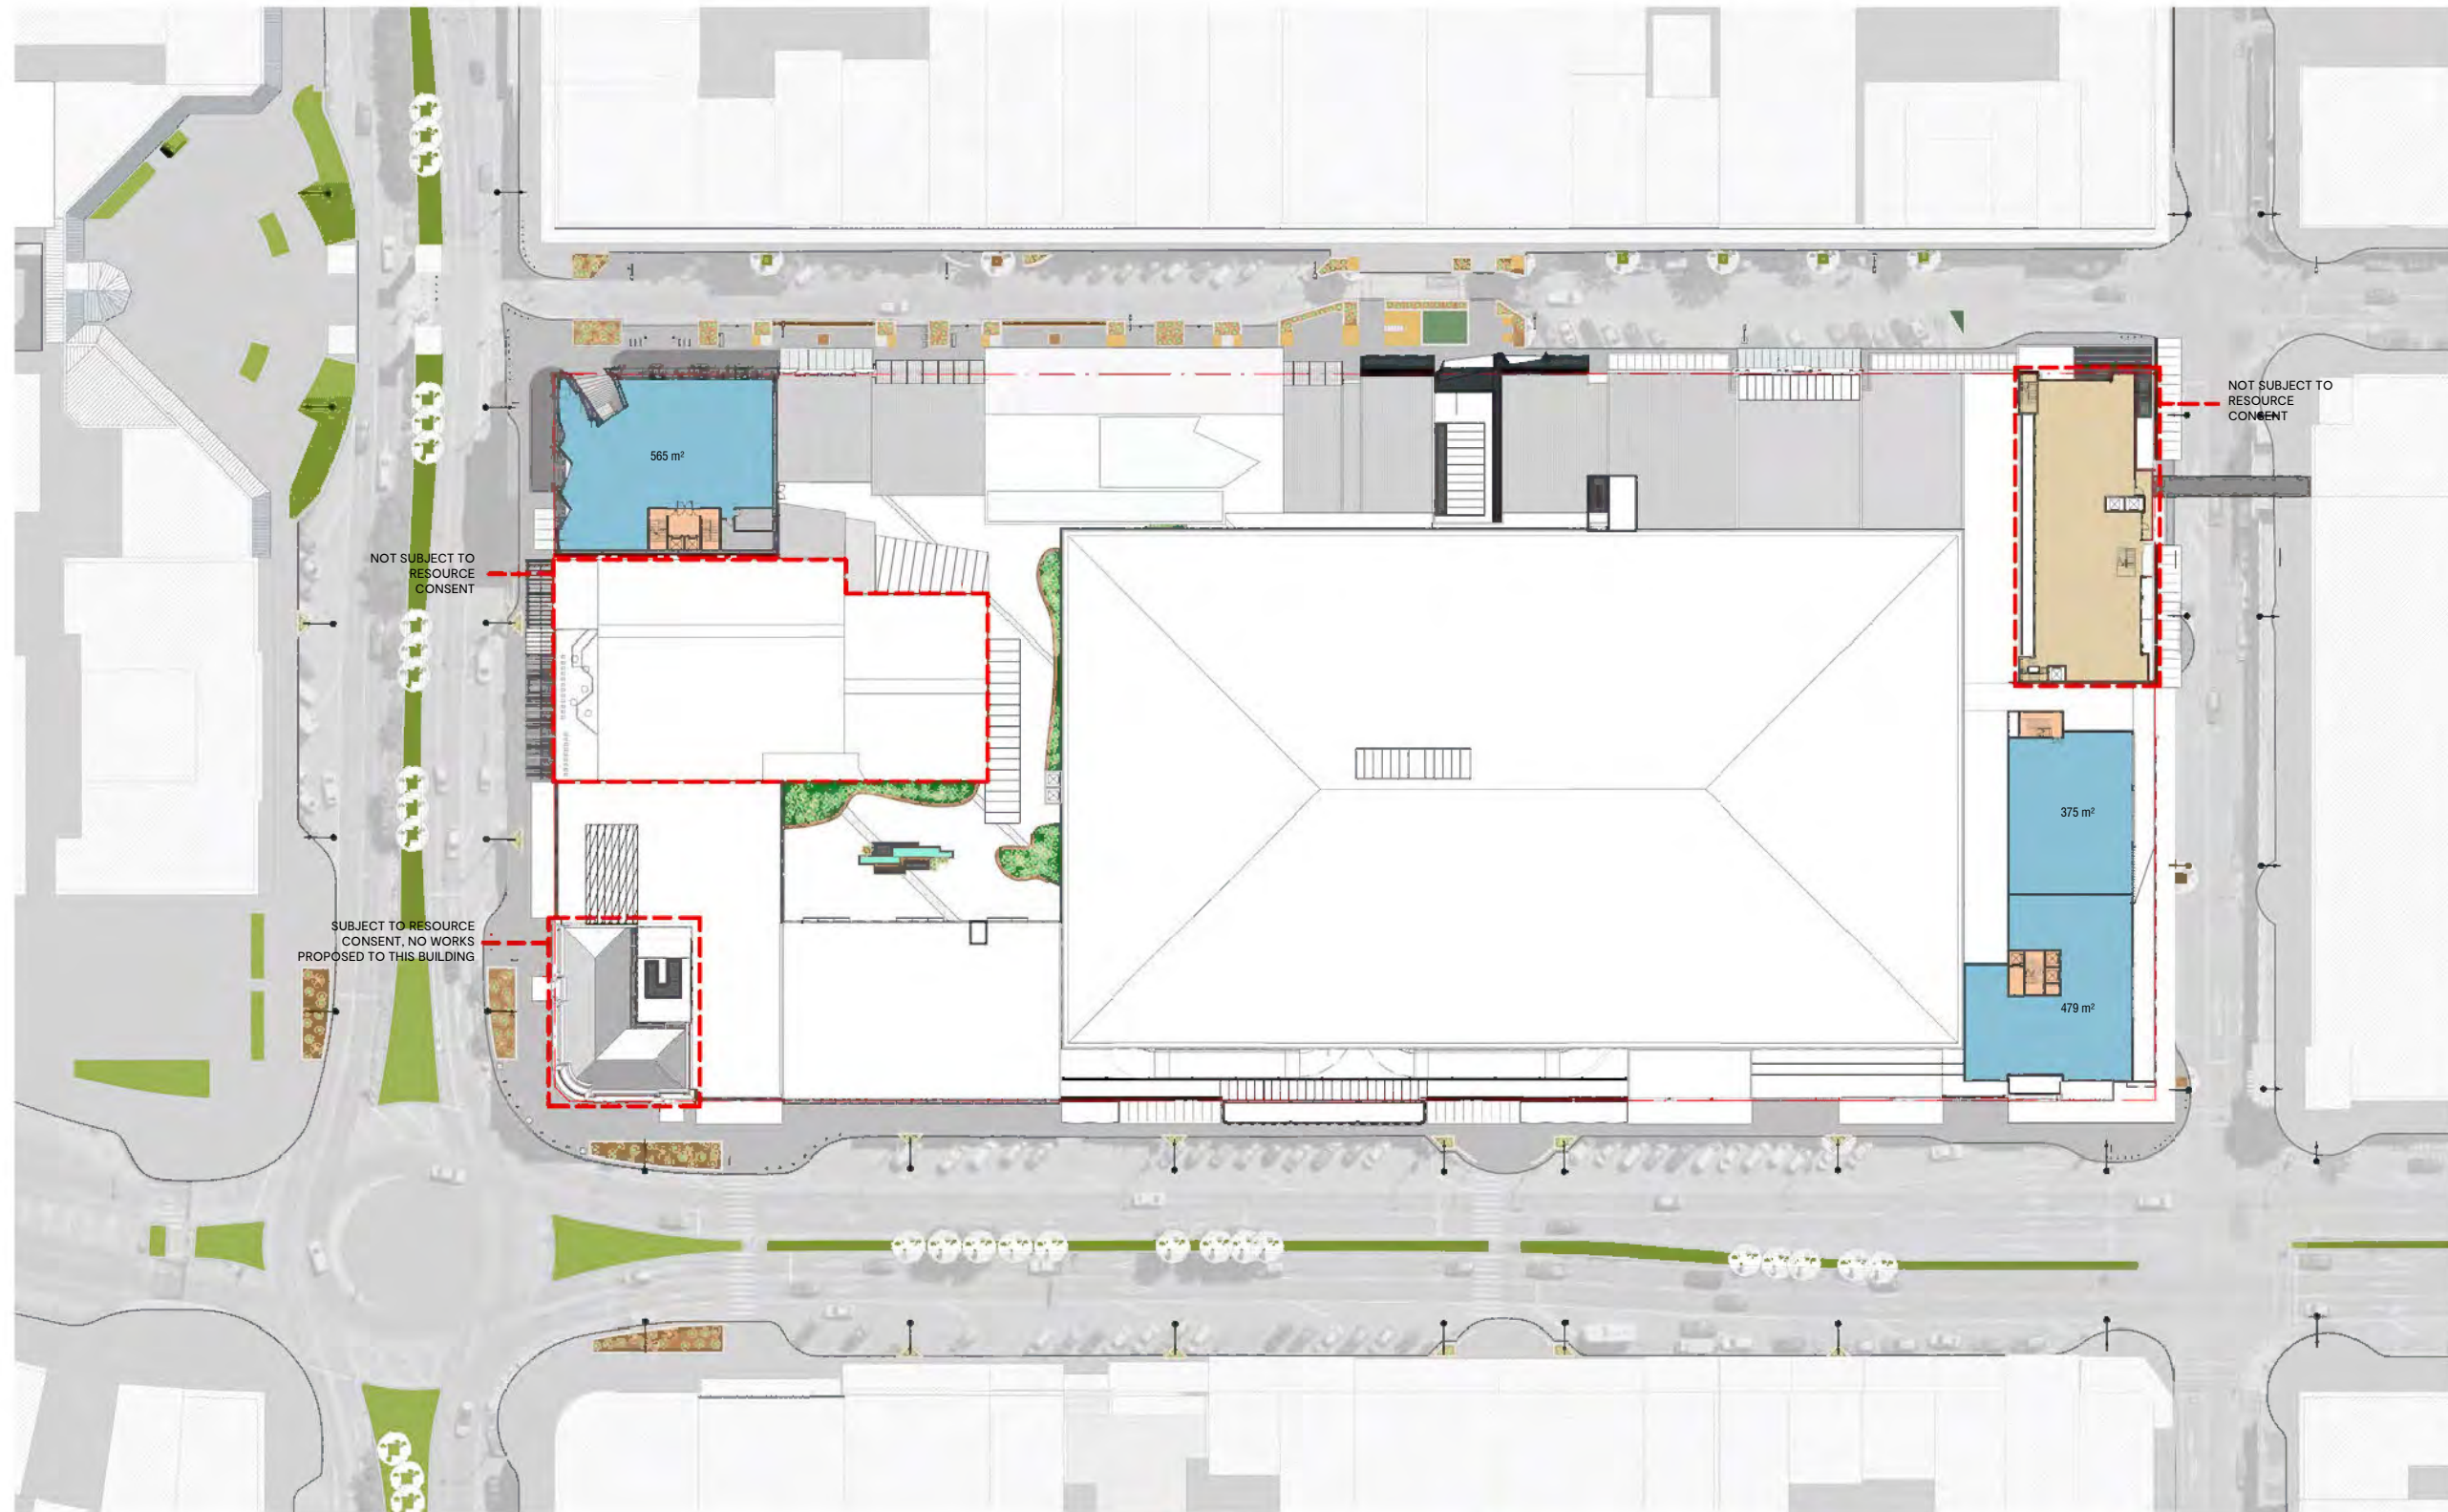 NOT SUBJECT TO
RESOURCE
CONSENT
565 m²
NOT SUBJECT TO
RESOURCE
CONSENT
375 m²
SUBJECT TO RESOURCE
CONSENT, NO WORKS
PROPOSED TO THIS BUILDING
479 m²